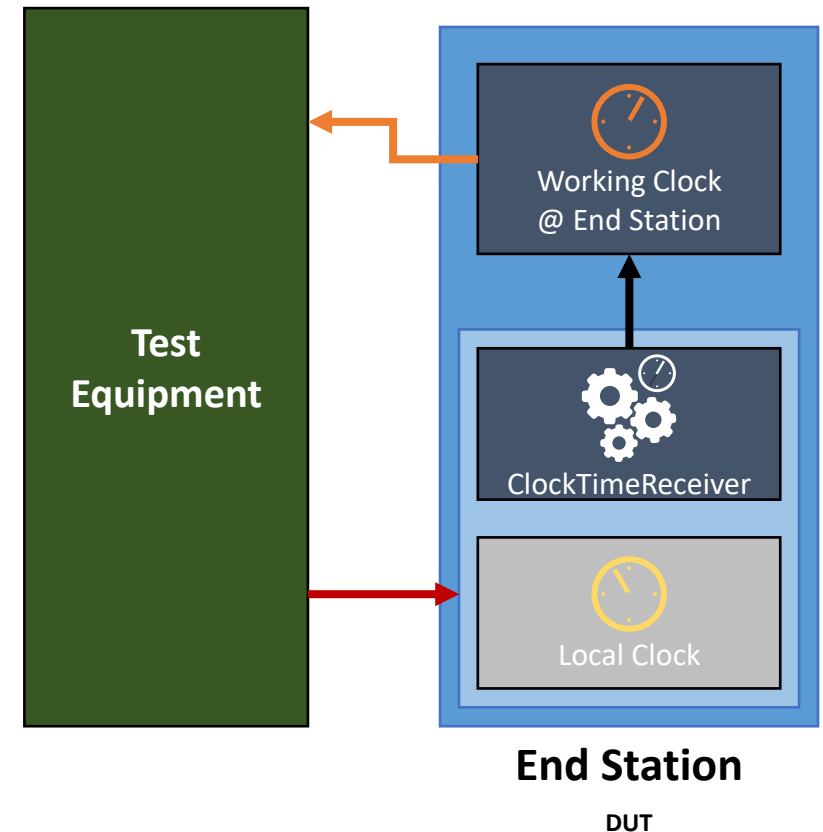 Test
Equipment
Working Clock
@ End Station
ClockTimeReceiver
Local Clock
End Station
DUT